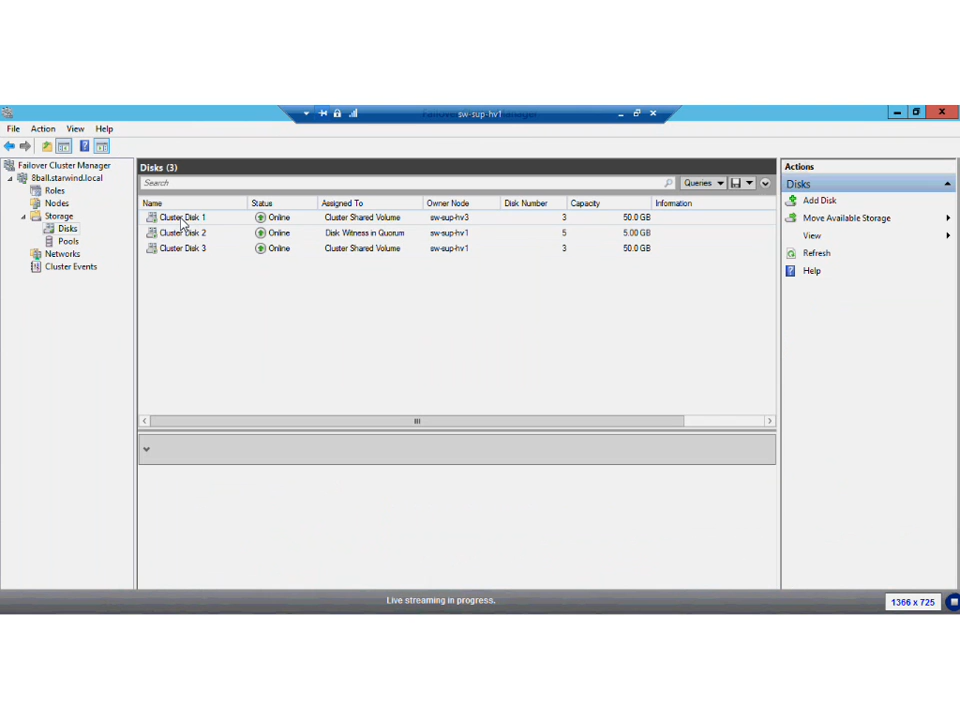 sw-sup-hv1
File Action View Help
Failover Cluster Manager
8ball.starwind.local
Roles
Nodes
Storage
Disks
Pools
Networks
Cluster Events
Disks (3)
Search
Queries
Name Status Assigned To Owner Node Disk Number Capacity Information
Cluster Disk 1 Online Cluster Shared Volume sw-sup-hv3 3 50.0 GB
Cluster Disk 2 Online Disk Witness in Quorum sw-sup-hv1 5 5.00 GB
Cluster Disk 3 Online Cluster Shared Volume sw-sup-hv1 3 50.0 GB
Actions
Disks
Add Disk
Move Available Storage
View
Refresh
Help
Live streaming in progress.
1366 x 725